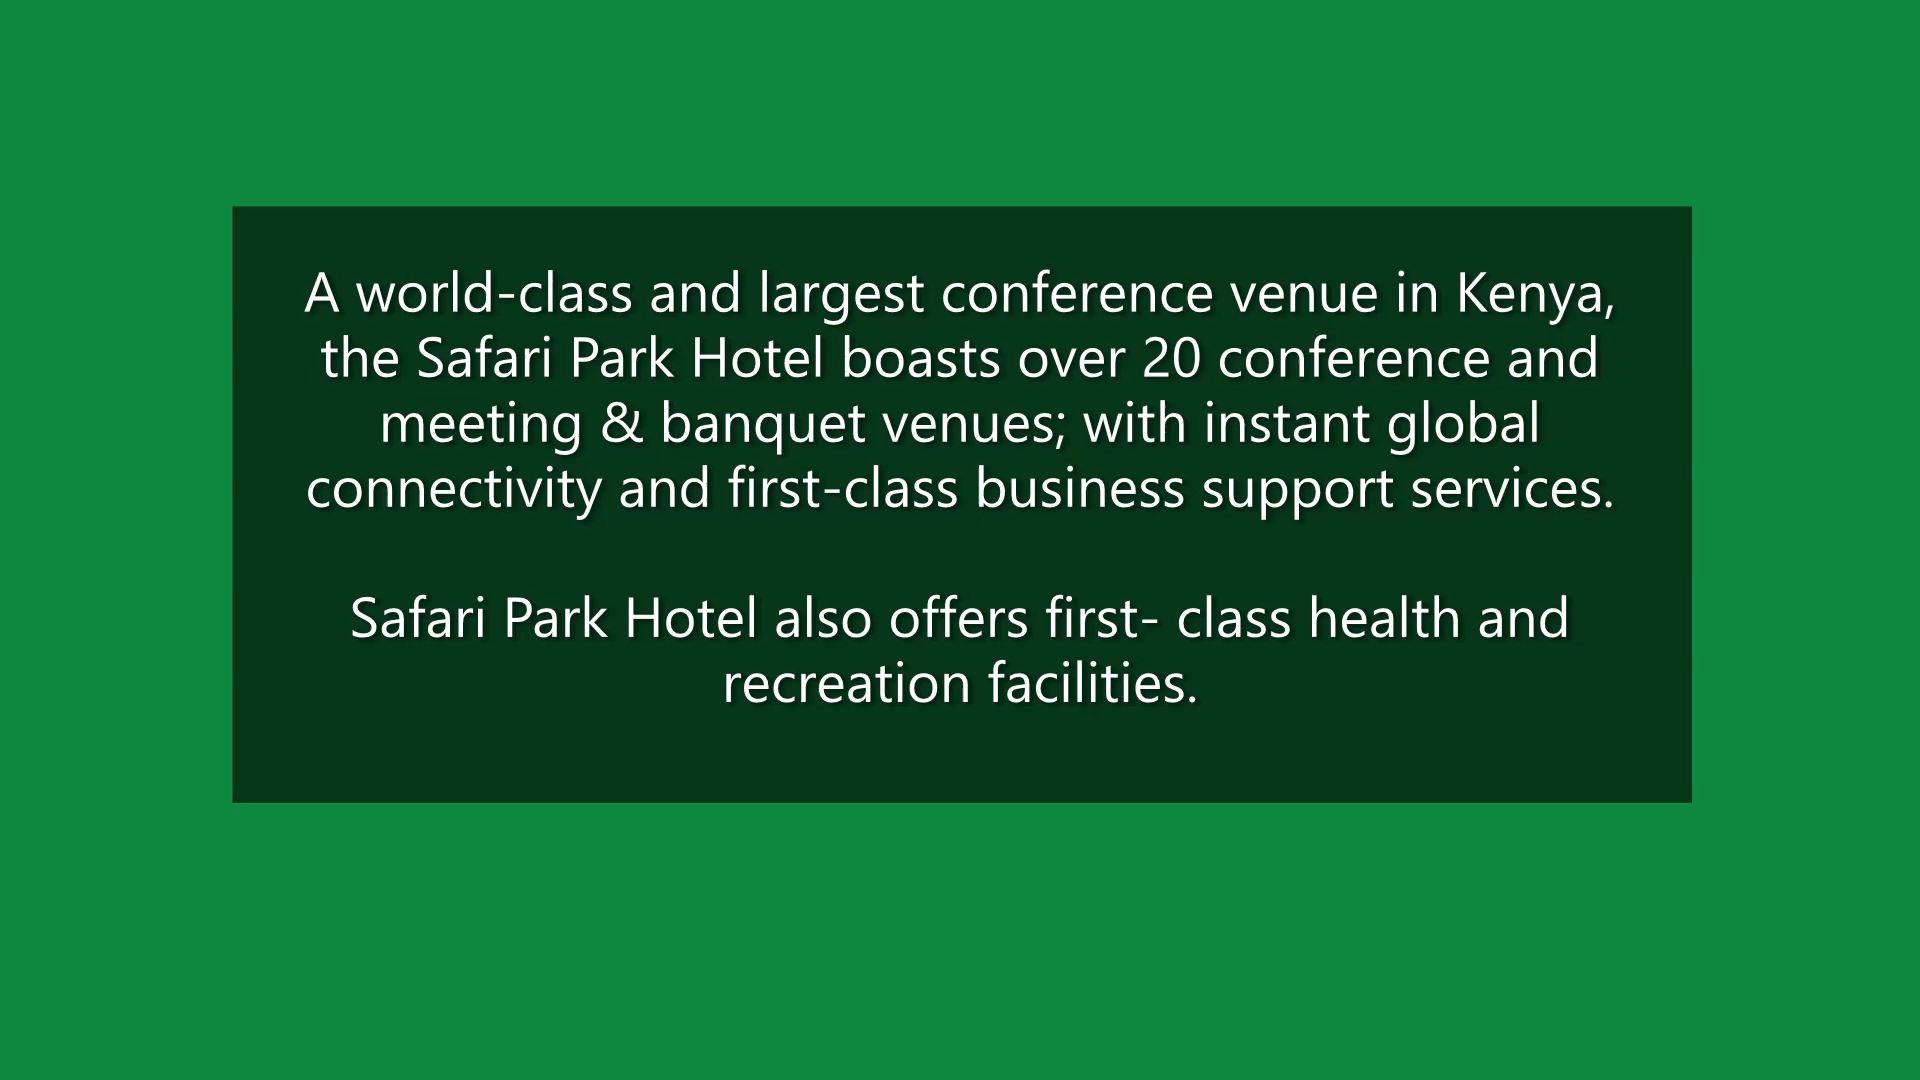 A world-class and largest conference venue in Kenya,
the Safari Park Hotel boasts over 20 conference and
meeting & banquet venues; with instant global
connectivity and first-class business support services.
Safari Park Hotel also offers first- class health and
recreation facilities.